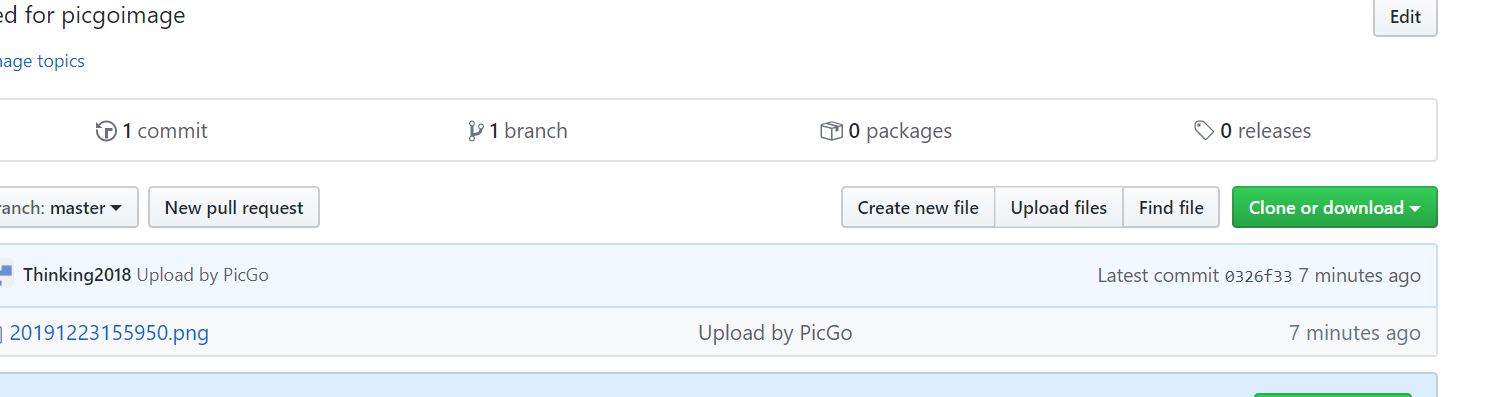 ed for picgoimage
Edit
nage topics
1 commit
1 branch
0 packages
0 releases
ranch: master
New pull request
Create new file
Upload files
Find file
Clone or download
Thinking2018 Upload by PicGo
Latest commit 0326f33 7 minutes ago
20191223155950.png
Upload by PicGo
7 minutes ago